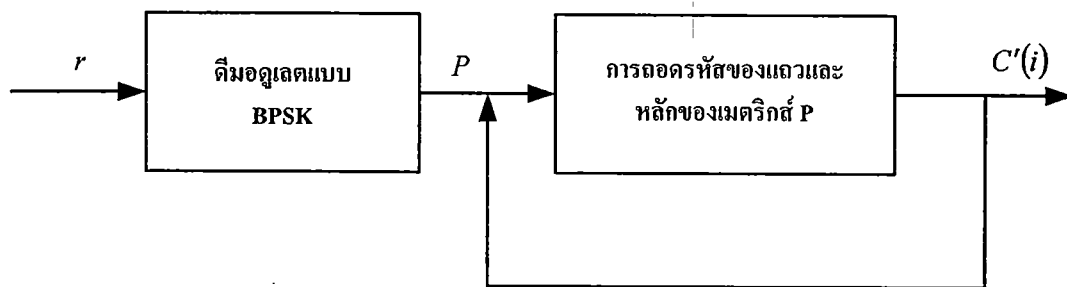 r
ดีมอดูเลตแบบ
BPSK
P
การถอดรหัสของแถวและ
หลักของเมตริกส์ P
C′(i)